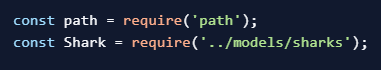 const path = require('path');
const Shark = require('../models/sharks');